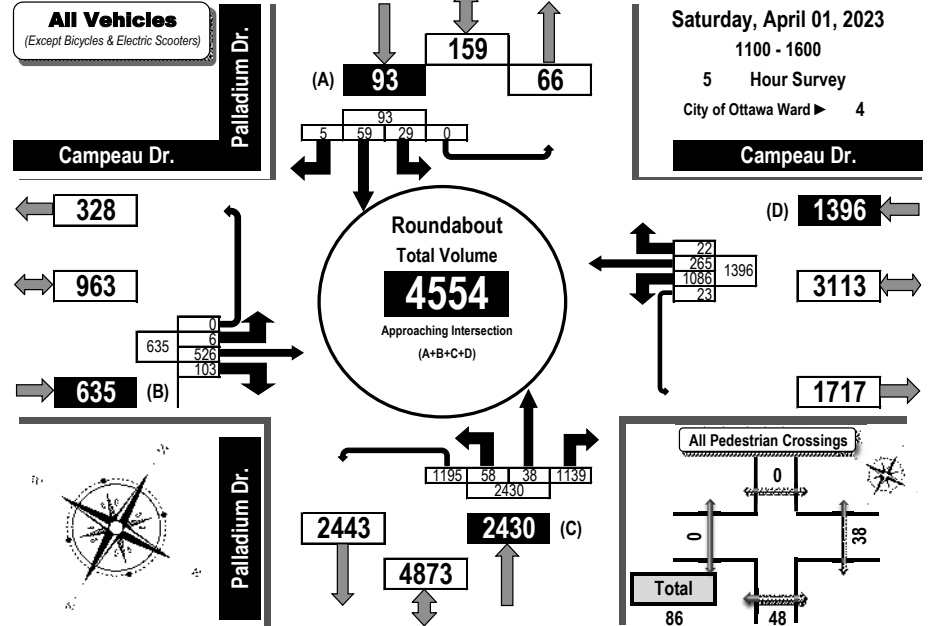 All Vehicles
(Except Bicycles & Electric Scooters)
Palladium Dr.
Campeau Dr.
159
(A) 93
66
93
5 59 29 0
Saturday, April 01, 2023
1100 - 1600
5 Hour Survey
City of Ottawa Ward ► 4
Campeau Dr.
328
963
635 (B)
635
0
6
526
103
Roundabout
Total Volume
4554
Approaching Intersection
(A+B+C+D)
(D) 1396
3113
1717
22
265
1086
23
1396
Palladium Dr.
1195 58 38 1139
2430
2443
2430 (C)
4873
All Pedestrian Crossings
0
0
38
48
Total
86